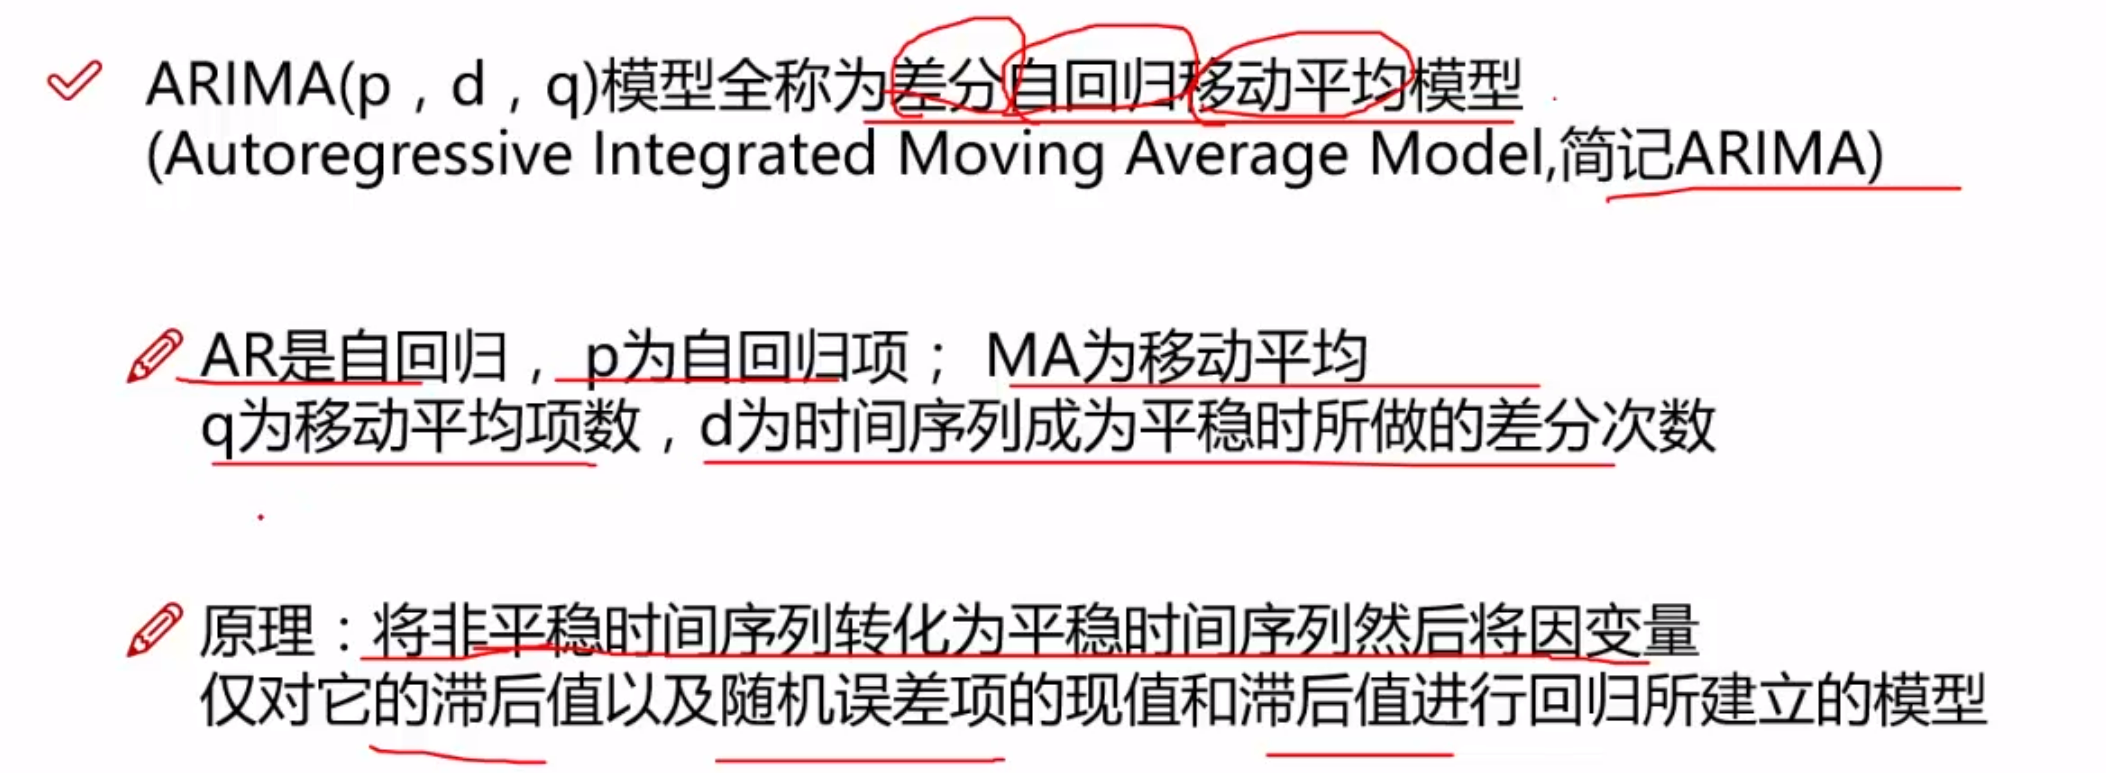 ARIMA(p，d，q)模型全称为差分自回归移动平均模型
(Autoregressive Integrated Moving Average Model,简记ARIMA)
AR是自回归， p为自回归项； MA为移动平均
q为移动平均项数，d为时间序列成为平稳时所做的差分次数
原理：将非平稳时间序列转化为平稳时间序列然后将因变量
仅对它的滞后值以及随机误差项的现值和滞后值进行回归所建立的模型